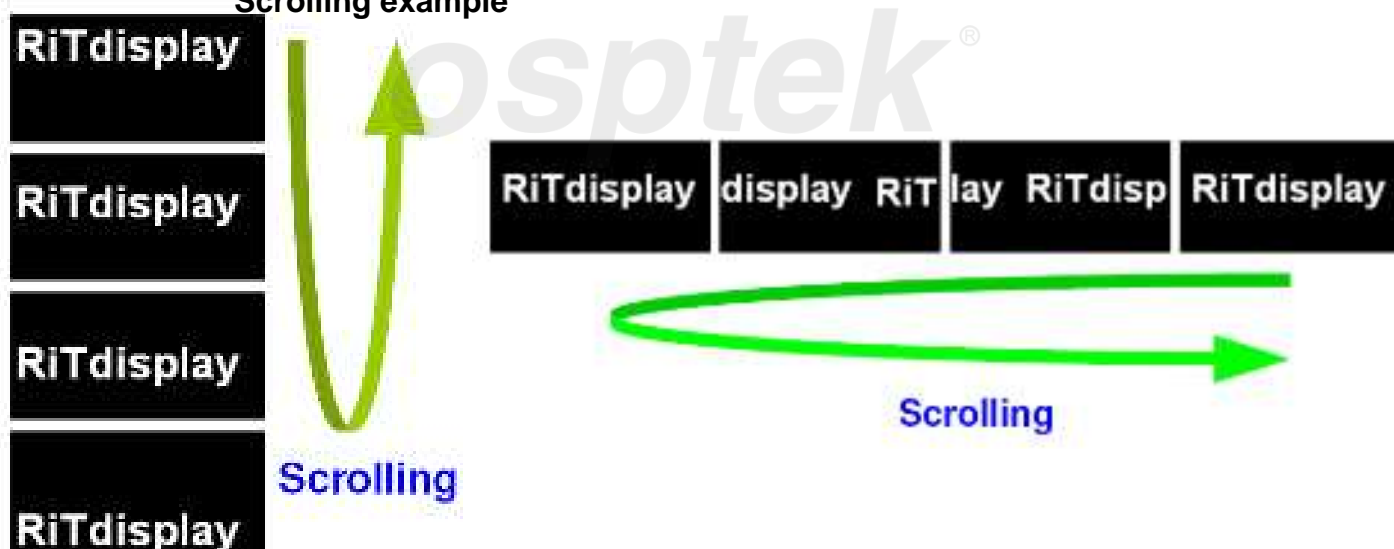 Scrolling example
osptek®
RiTdisplay
RiTdisplay
RiTdisplay
RiTdisplay
Scrolling
RiTdisplay
display RiT
lay RiTdisp
RiTdisplay
Scrolling